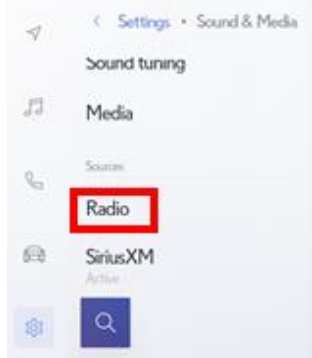 Settings • Sound & Media
Sound tuning
Media
Sources
Radio
SiriusXM
Active